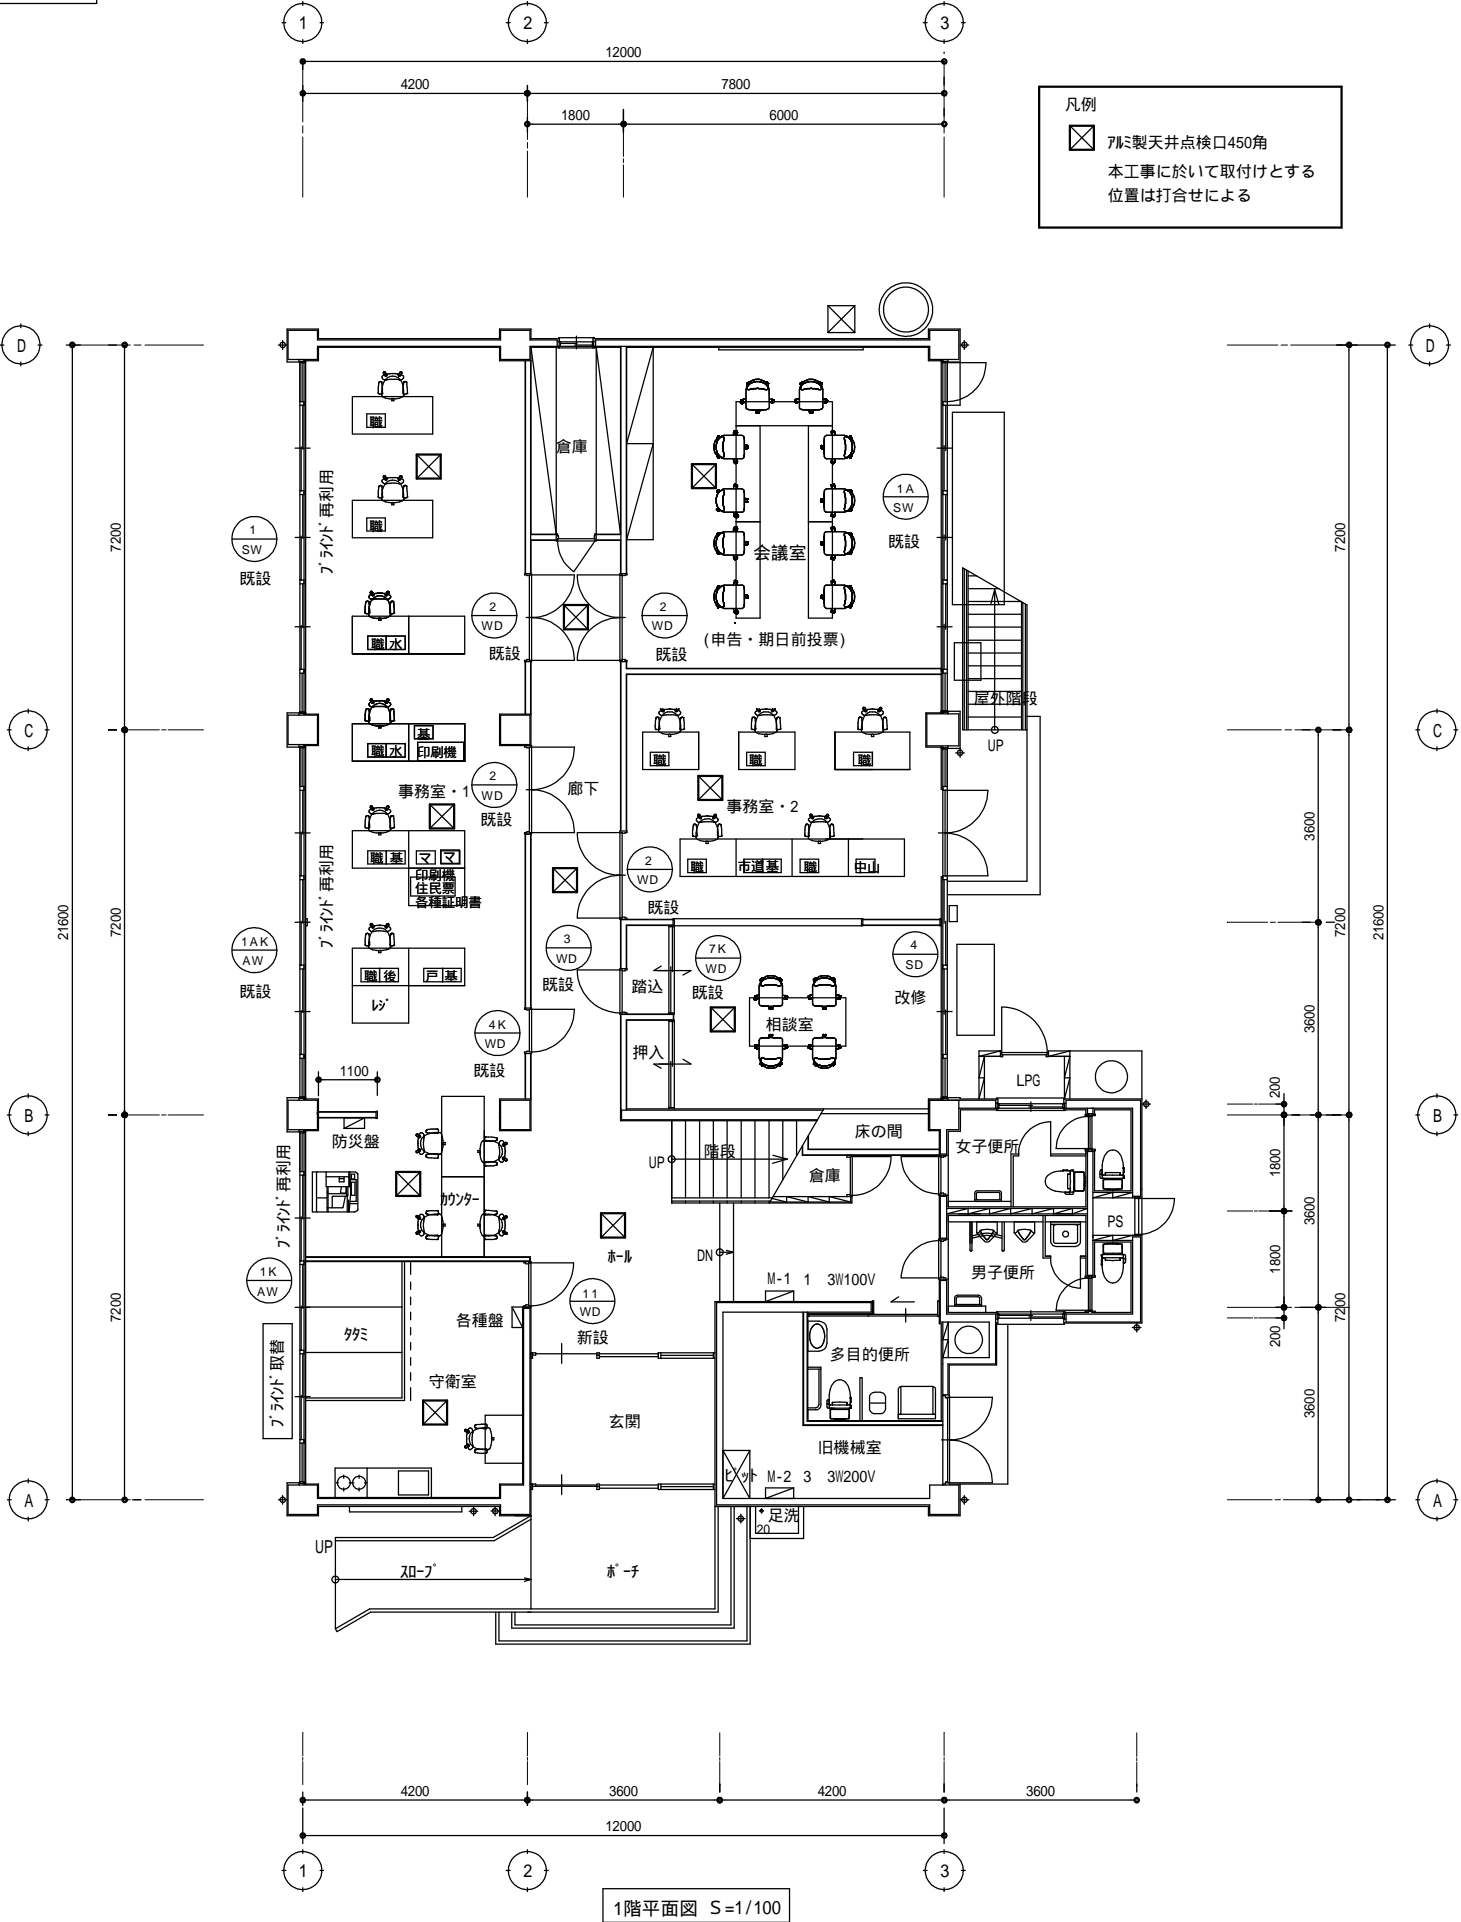 1
2
3
12000
4200
7800
1800
6000
凡例
アルミ製天井点検口450角
本工事に於いて取付けとする
位置は打合せによる
D
D
職
倉庫
ブラインド再利用
職
1A
SW
既設
1
SW
既設
7200
7200
会議室
(申告・期日前投票)
2
WD
既設
2
WD
既設
職水
屋外階段
UP
C
C
職
職
職
基
職水
印刷機
事務室・1
2
WD
既設
廊下
事務室・2
3600
ブラインド再利用
職基
マ
マ
印刷機
住民票
各種証明書
2
WD
既設
職
市道基
職
中山
21600
7200
7200
21600
1AK
AW
既設
職後
戸基
レジ
3
WD
既設
踏込
7K
WD
既設
4
SD
改修
相談室
3600
4K
WD
既設
押入
1100
LPG
200
B
B
防災盤
床の間
女子便所
階段
UP
倉庫
1800
ブラインド再利用
カウンター
PS
3600
ホール
DN
男子便所
1800
1K
AW
M-1 1 3W100V
11
WD
新設
各種盤
7200
7200
タタミ
200
ブラインド取替
多目的便所
守衛室
玄関
3600
旧機械室
ピット
M-2 3 3W200V
A
A
足洗
20
UP
スロープ
ポーチ
4200
3600
4200
3600
12000
1
2
3
1階平面図 S=1/100